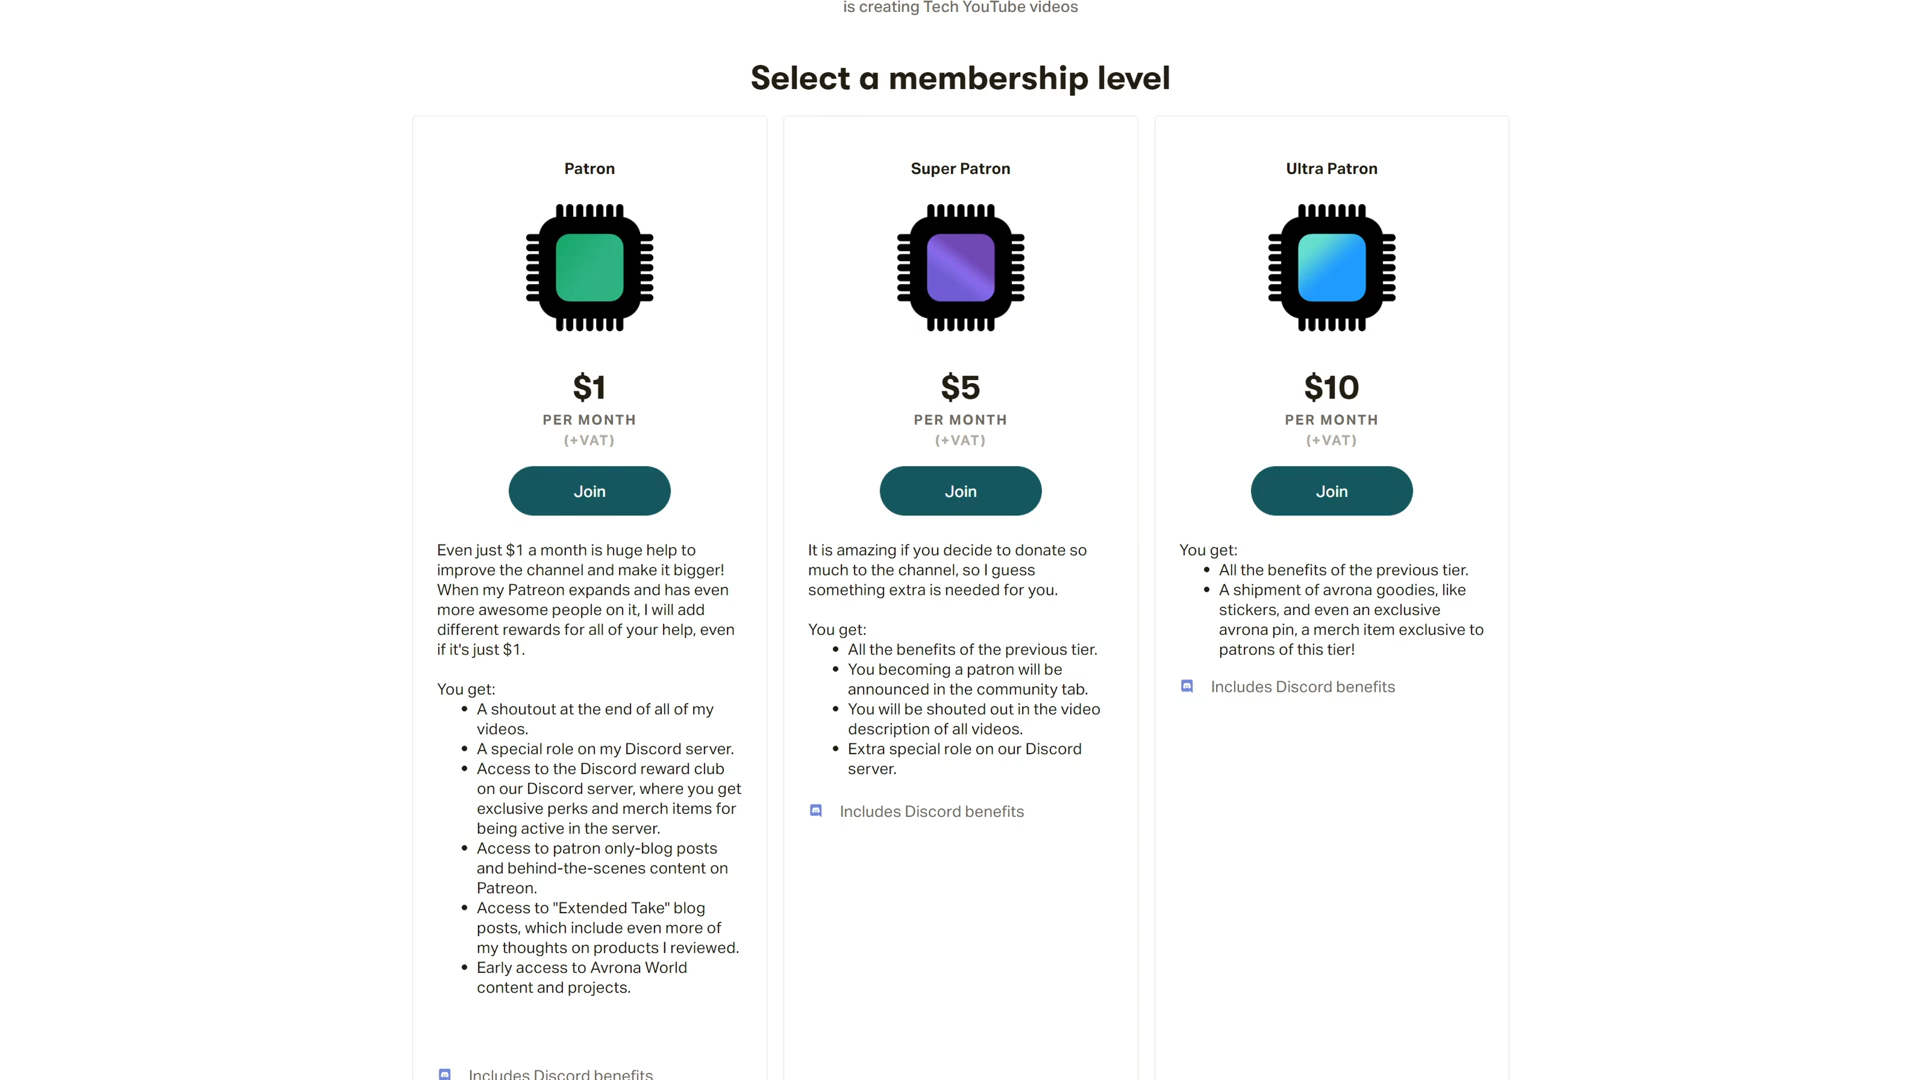 is creating Tech YouTube videos
Select a membership level
Patron
$1
PER MONTH
(+VAT)
Join
Even just $1 a month is huge help to
improve the channel and make it bigger!
When my Patreon expands and has even
more awesome people on it, I will add
different rewards for all of your help, even
if it's just $1.
You get:
• A shoutout at the end of all of my
videos.
• A special role on my Discord server.
• Access to the Discord reward club
on our Discord server, where you get
exclusive perks and merch items for
being active in the server.
• Access to patron only-blog posts
and behind-the-scenes content on
Patreon.
• Access to "Extended Take" blog
posts, which include even more of
my thoughts on products I reviewed.
• Early access to Avrona World
content and projects.
Includes Discord benefits
Super Patron
$5
PER MONTH
(+VAT)
Join
It is amazing if you decide to donate so
much to the channel, so I guess
something extra is needed for you.
You get:
• All the benefits of the previous tier.
• You becoming a patron will be
announced in the community tab.
• You will be shouted out in the video
description of all videos.
• Extra special role on our Discord
server.
Includes Discord benefits
Ultra Patron
$10
PER MONTH
(+VAT)
Join
You get:
• All the benefits of the previous tier.
• A shipment of avrona goodies, like
stickers, and even an exclusive
avrona pin, a merch item exclusive to
patrons of this tier!
Includes Discord benefits